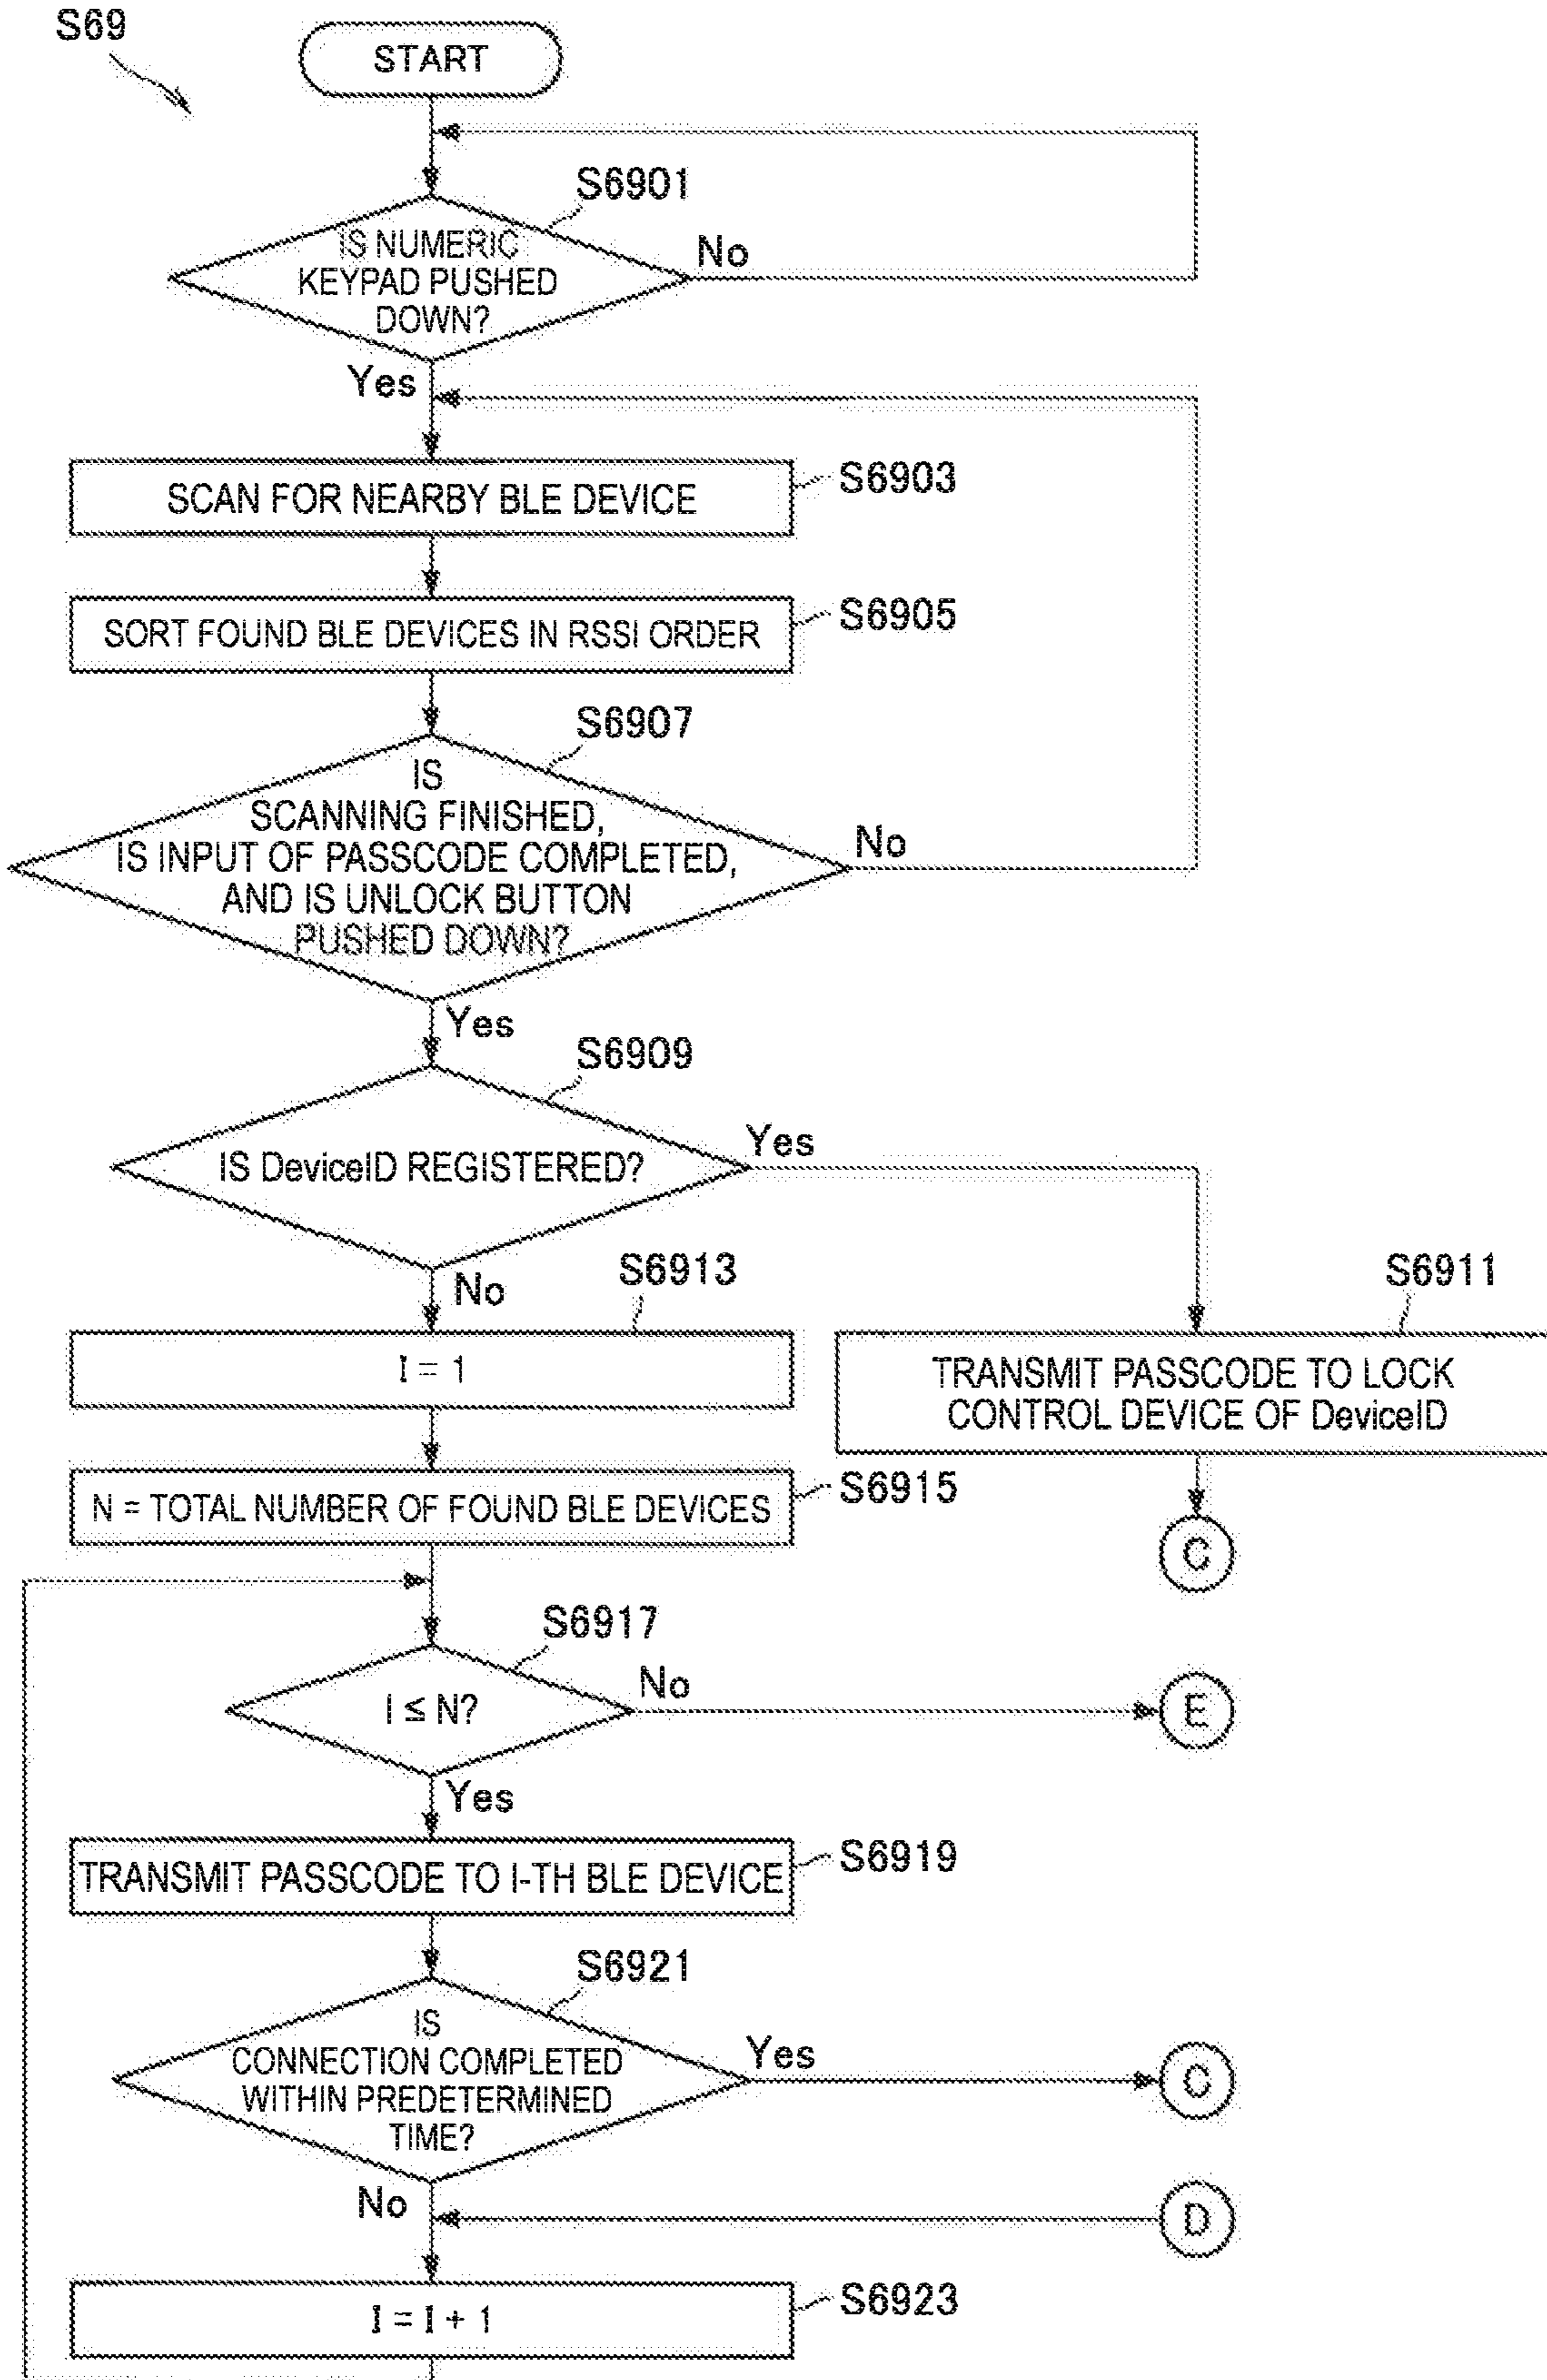 S69
START
S6901
IS NUMERIC
KEYPAD PUSHED
DOWN?
No
Yes
SCAN FOR NEARBY BLE DEVICE
S6903
SORT FOUND BLE DEVICES IN RSSI ORDER
S6905
S6907
IS
SCANNING FINISHED,
IS INPUT OF PASSCODE COMPLETED,
AND IS UNLOCK BUTTON
PUSHED DOWN?
No
Yes
S6909
IS DeviceID REGISTERED?
Yes
No
S6913
I = 1
S6911
TRANSMIT PASSCODE TO LOCK
CONTROL DEVICE OF DeviceID
N = TOTAL NUMBER OF FOUND BLE DEVICES
S6915
C
S6917
I ≤ N?
No
E
Yes
TRANSMIT PASSCODE TO I-TH BLE DEVICE
S6919
S6921
IS
CONNECTION COMPLETED
WITHIN PREDETERMINED
TIME?
Yes
C
No
D
I = I + 1
S6923